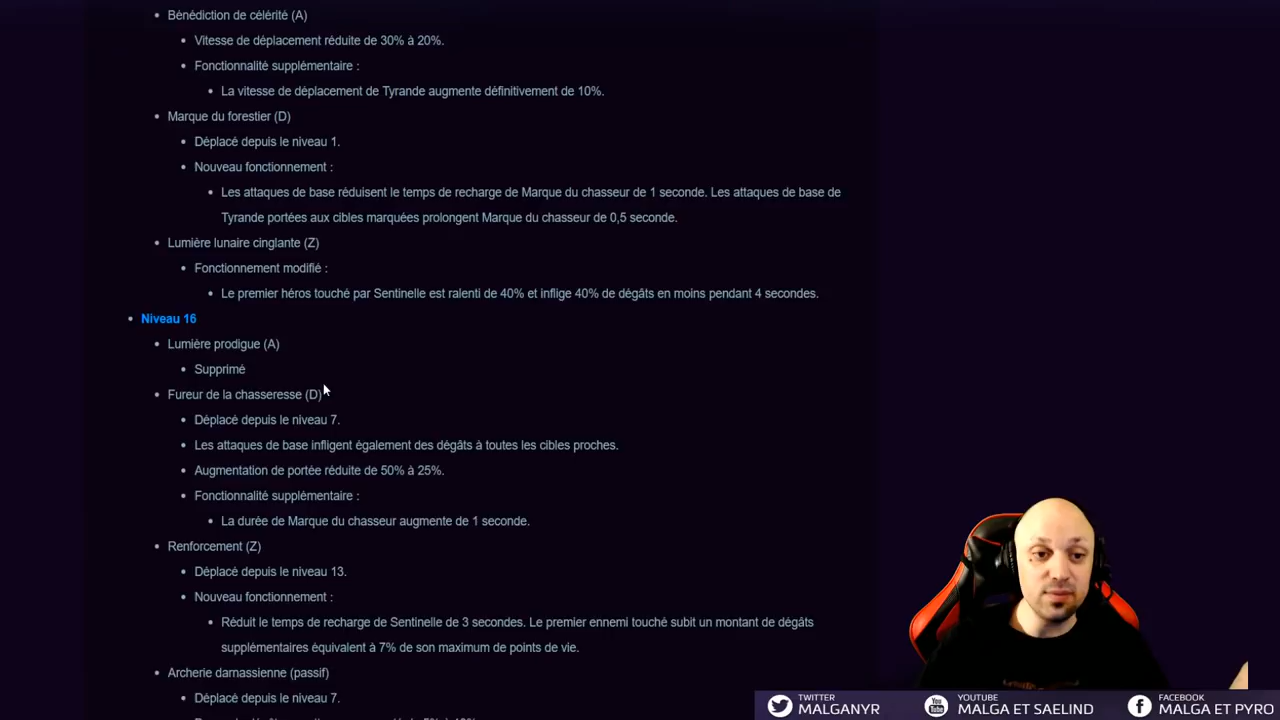 Bénédiction de célérité (A)
Vitesse de déplacement réduite de 30% à 20%.
Fonctionnalité supplémentaire :
La vitesse de déplacement de Tyrande augmente définitivement de 10%.
Marque du forestier (D)
Déplacé depuis le niveau 1.
Nouveau fonctionnement :
Les attaques de base réduisent le temps de recharge de Marque du chasseur de 1 seconde. Les attaques de base de
Tyrande portées aux cibles marquées prolongent Marque du chasseur de 0,5 seconde.
Lumière lunaire cinglante (Z)
Fonctionnement modifié :
Le premier héros touché par Sentinelle est ralenti de 40% et inflige 40% de dégâts en moins pendant 4 secondes.
Niveau 16
Lumière prodigue (A)
Supprimé
Fureur de la chasseresse (D)
Déplacé depuis le niveau 7.
Les attaques de base infligent également des dégâts à toutes les cibles proches.
Augmentation de portée réduite de 50% à 25%.
Fonctionnalité supplémentaire :
La durée de Marque du chasseur augmente de 1 seconde.
Renforcement (Z)
Déplacé depuis le niveau 13.
Nouveau fonctionnement :
Réduit le temps de recharge de Sentinelle de 3 secondes. Le premier ennemi touché subit un montant de dégâts
supplémentaires équivalent à 7% de son maximum de points de vie.
Archerie darnassienne (passif)
Déplacé depuis le niveau 7.
TWITTER
MALGANYR
YOUTUBE
MALGA ET SAELIND
FACEBOOK
MALGA ET PYRO